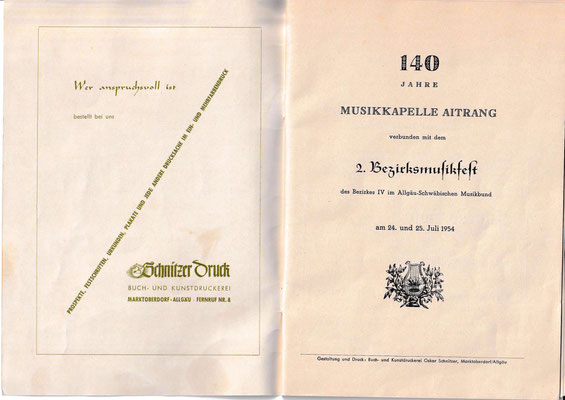 Wer anspruchsvoll ist
bestellt bei uns
PROSPEKTE, FESTSCHRIFTEN, URKUNDEN, PLAKATE UND JEDE ANDERE DRUCKSACHE IN EIN- UND MEHRFARBENDRUCK
Schnitzer Druck
BUCH- UND KUNSTDRUCKEREI
MARKTOBERDORF-ALLGÄU · FERNRUF NR. 8
140
JAHRE
MUSIKKAPELLE AITRANG
verbunden mit dem
2. Bezirksmusikfest
des Bezirkes IV im Allgäu-Schwäbischen Musikbund
am 24. und 25. Juli 1954
Gestaltung und Druck: Buch- und Kunstdruckerei Oskar Schnitzer, Marktoberdorf/Allgäu